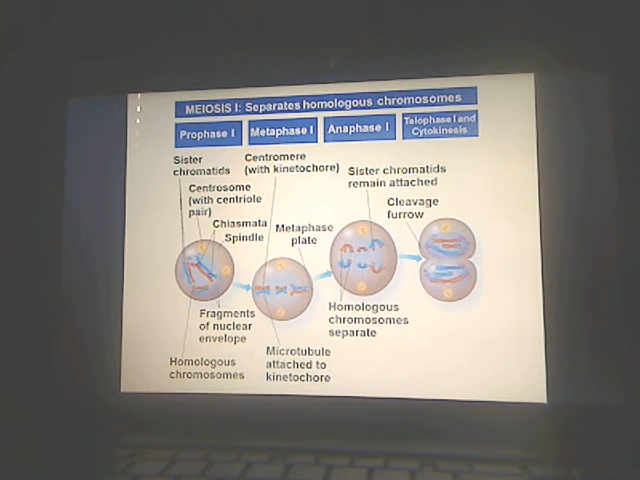 MEIOSIS I: Separates homologous chromosomes
Prophase I
Metaphase I
Anaphase I
Telophase I and
Cytokinesis
Sister
chromatids
Centromere
(with kinetochore)
Sister chromatids
remain attached
Centrosome
(with centriole
pair)
Cleavage
furrow
Chiasmata
Spindle
Metaphase
plate
Fragments
of nuclear
envelope
Homologous
chromosomes
separate
Homologous
chromosomes
Microtubule
attached to
kinetochore